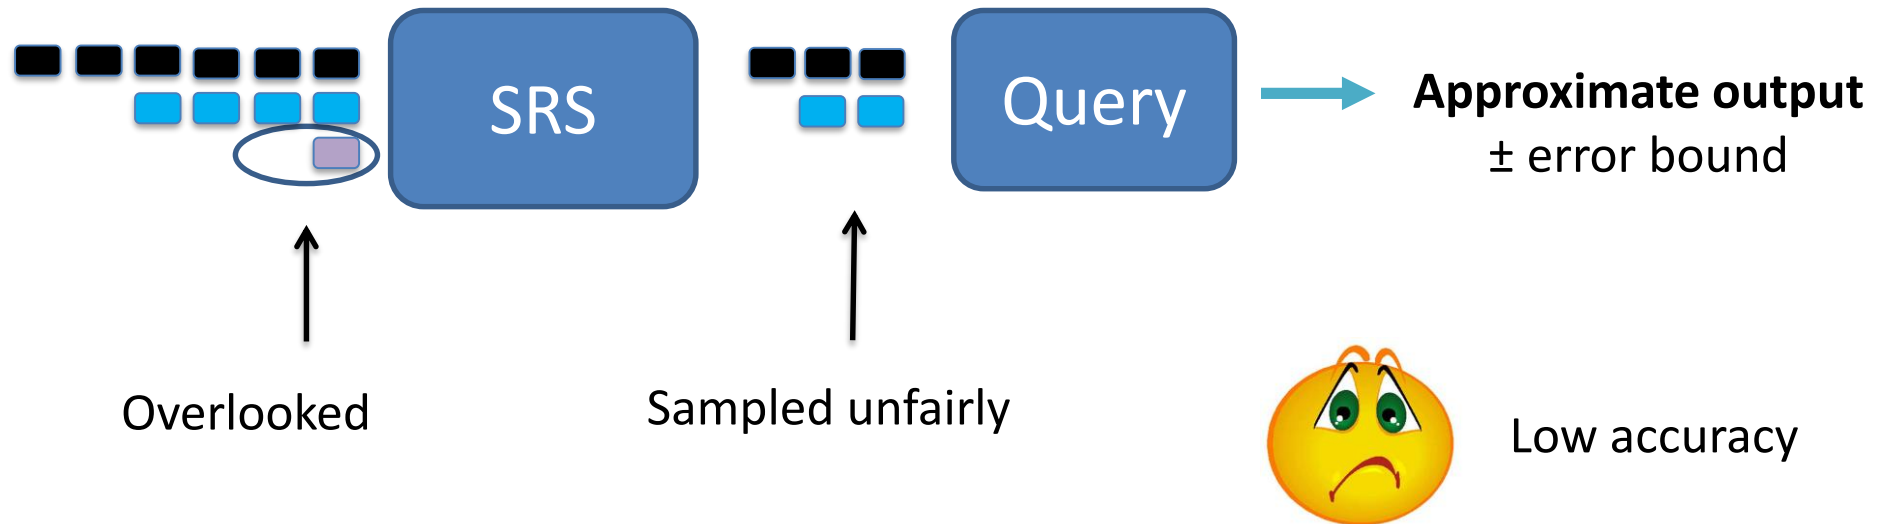 SRS
Query
Approximate output
± error bound
Overlooked
Sampled unfairly
Low accuracy